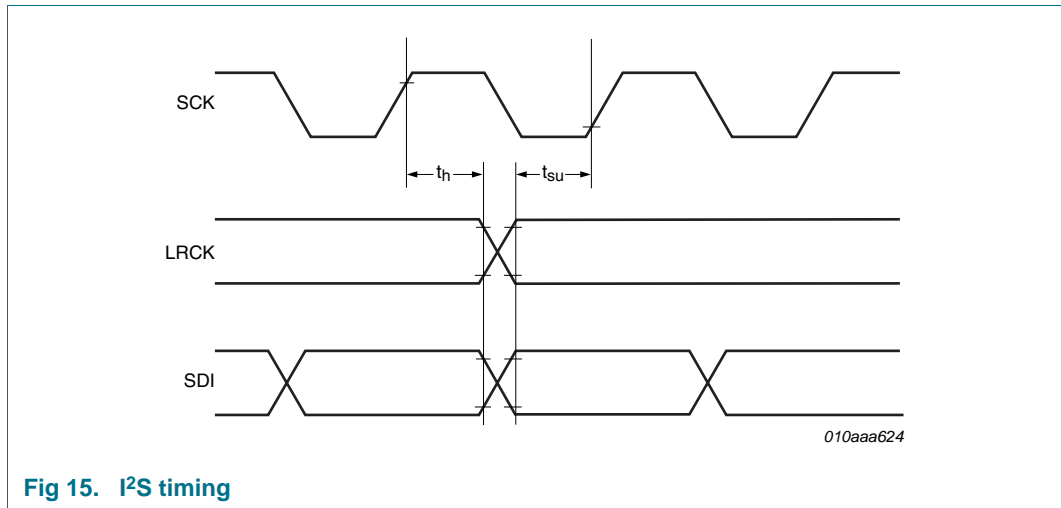 SCK
th tsu
LRCK
SDI
010aaa624
Fig 15. I²S timing